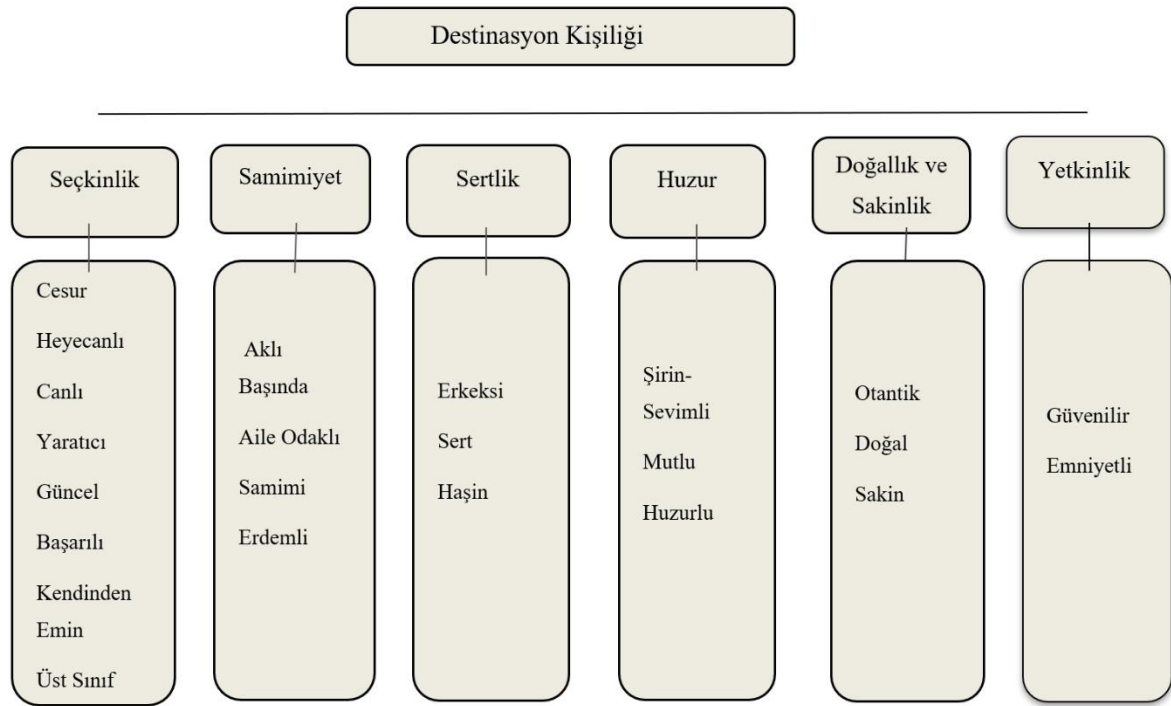 Destinasyon Kişiliği
Seçkinlik
Samimiyet
Sertlik
Huzur
Doğallık ve
Sakinlik
Yetkinlik
Cesur
Heyecanlı
Canlı
Yaratıcı
Güncel
Başarılı
Kendinden
Emin
Üst Sınıf
Aklı
Başında
Aile Odaklı
Samimi
Erdemli
Erkeksi
Sert
Haşin
Şirin-
Sevimli
Mutlu
Huzurlu
Otantik
Doğal
Sakin
Güvenilir
Emniyetli